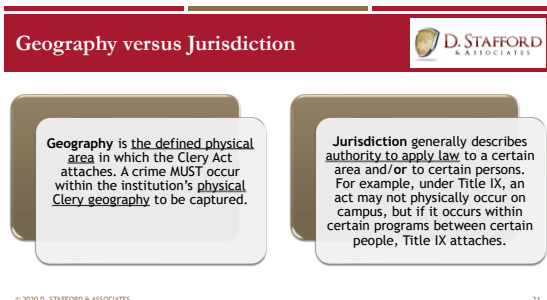 Geography versus Jurisdiction
D. STAFFORD
& ASSOCIATES
Geography is the defined physical
area in which the Clery Act
attaches. A crime MUST occur
within the institution's physical
Clery geography to be captured.
Jurisdiction generally describes
authority to apply law to a certain
area and/or to certain persons.
For example, under Title IX, an
act may not physically occur on
campus, but if it occurs within
certain programs between certain
people, Title IX attaches.
© 2020 D. STAFFORD & ASSOCIATES